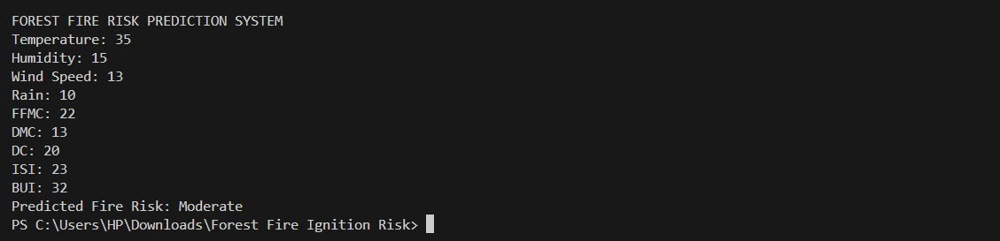 FOREST FIRE RISK PREDICTION SYSTEM
Temperature: 35
Humidity: 15
Wind Speed: 13
Rain: 10
FFMC: 22
DMC: 13
DC: 20
ISI: 23
BUI: 32
Predicted Fire Risk: Moderate
PS C:\Users\HP\Downloads\Forest Fire Ignition Risk>